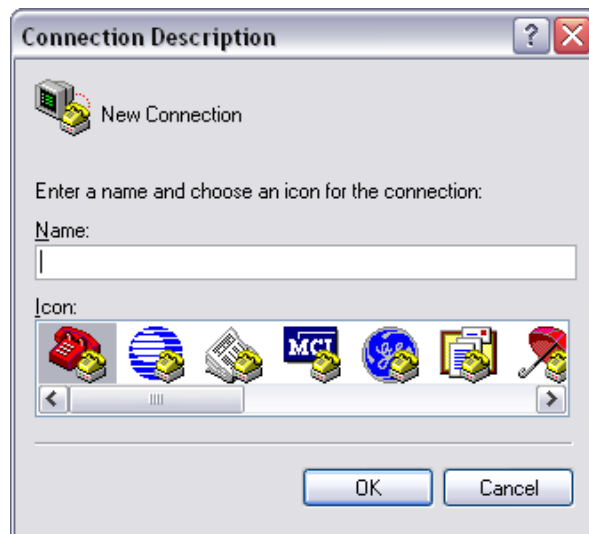 Connection Description
New Connection
Enter a name and choose an icon for the connection:
Name:
Icon:
MCI
OK
Cancel